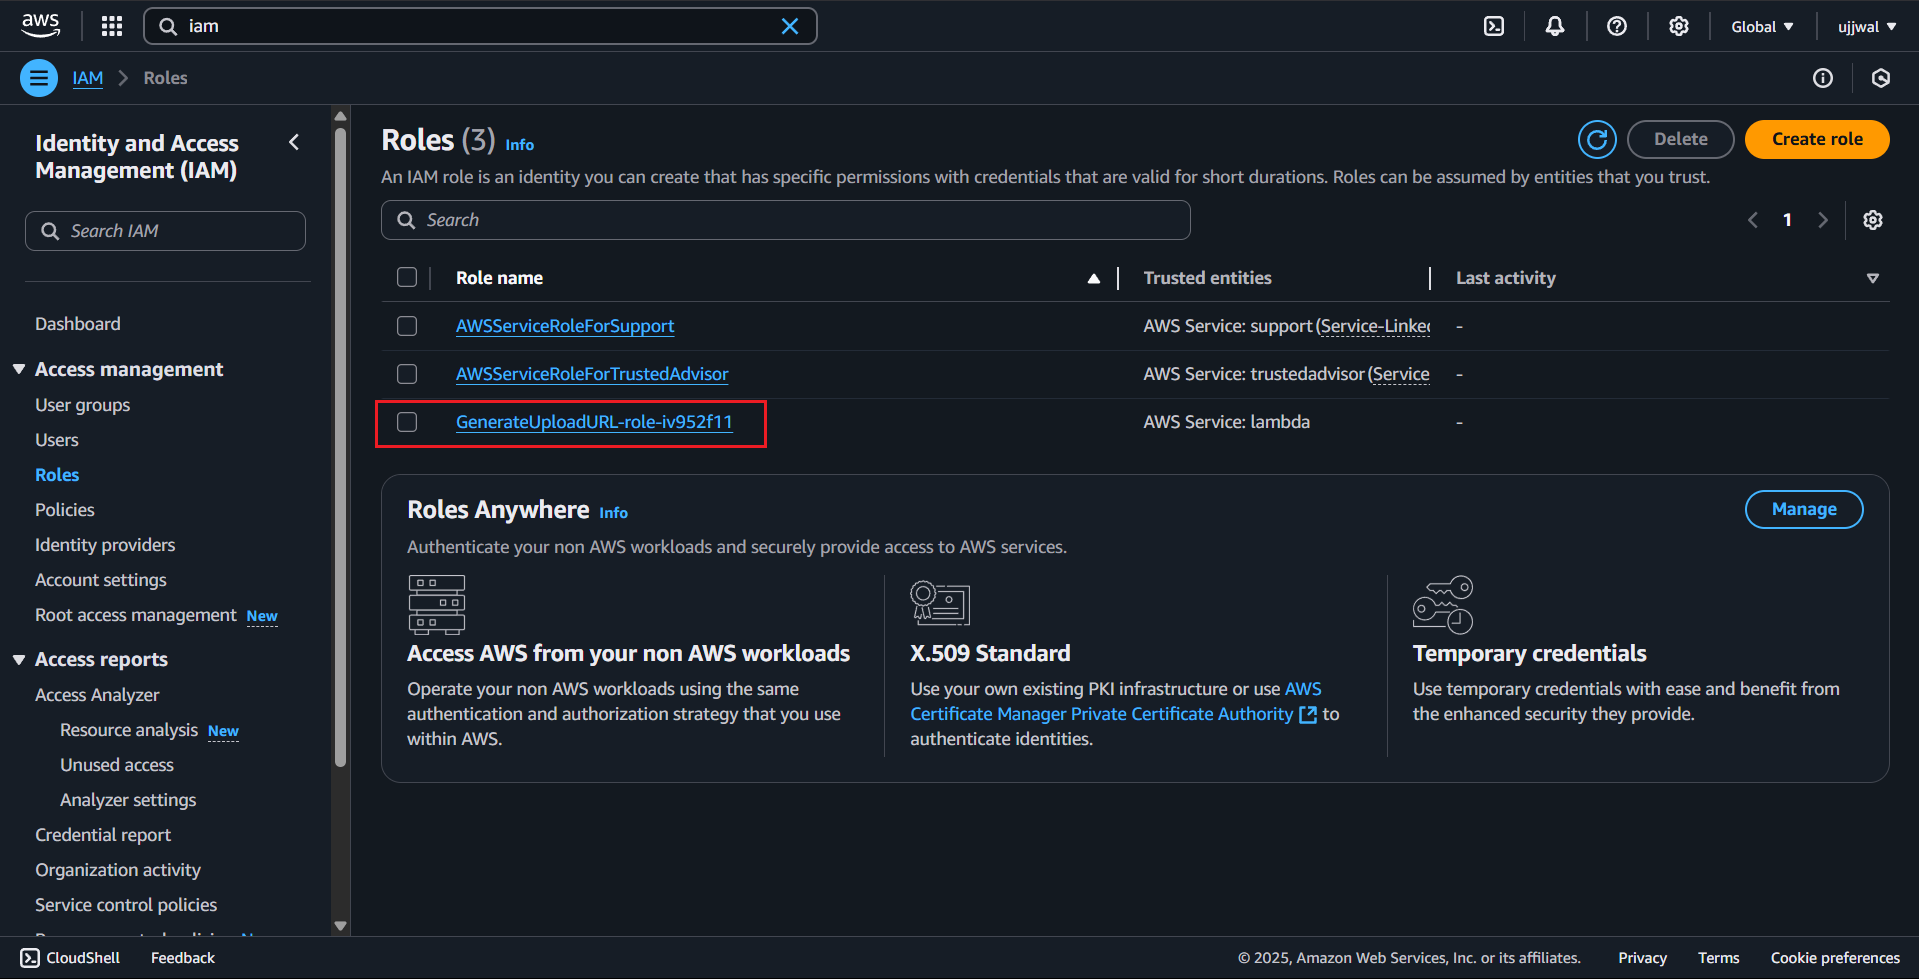 aws
iam
Global
ujjwal
IAM
Roles
Identity and Access
Management (IAM)
Search IAM
Dashboard
Access management
User groups
Users
Roles
Policies
Identity providers
Account settings
Root access management New
Access reports
Access Analyzer
Resource analysis New
Unused access
Analyzer settings
Credential report
Organization activity
Service control policies
Roles (3) Info
Delete
Create role
An IAM role is an identity you can create that has specific permissions with credentials that are valid for short durations. Roles can be assumed by entities that you trust.
Search
1
Role name Trusted entities Last activity
AWSServiceRoleForSupport AWS Service: support (Service-Linked -
AWSServiceRoleForTrustedAdvisor AWS Service: trustedadvisor (Service -
GenerateUploadURL-role-iv952f11 AWS Service: lambda -
Roles Anywhere Info
Manage
Authenticate your non AWS workloads and securely provide access to AWS services.
Access AWS from your non AWS workloads
Operate your non AWS workloads using the same
authentication and authorization strategy that you use
within AWS.
X.509 Standard
Use your own existing PKI infrastructure or use AWS
Certificate Manager Private Certificate Authority to
authenticate identities.
Temporary credentials
Use temporary credentials with ease and benefit from
the enhanced security they provide.
CloudShell Feedback © 2025, Amazon Web Services, Inc. or its affiliates. Privacy Terms Cookie preferences